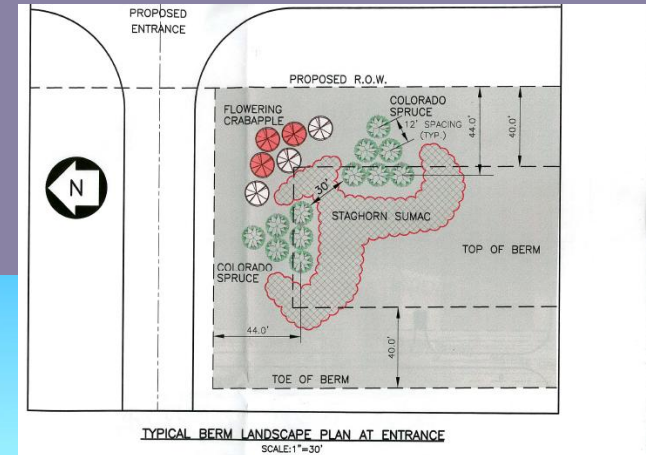 PROPOSED
ENTRANCE
PROPOSED R.O.W.
FLOWERING
CRABAPPLE
COLORADO
SPRUCE
12' SPACING
(TYP.)
44.0'
40.0'
N
30'
STAGHORN SUMAC
TOP OF BERM
COLORADO
SPRUCE
44.0'
40.0'
TOE OF BERM
TYPICAL BERM LANDSCAPE PLAN AT ENTRANCE
SCALE:1"=30'